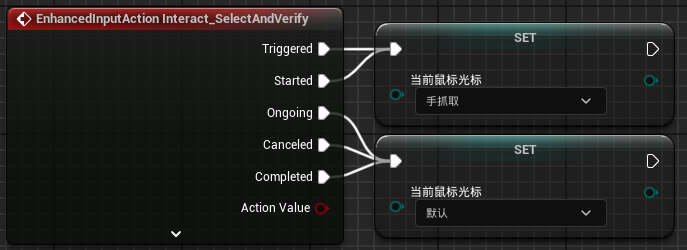 EnhancedInputAction Interact_SelectAndVerify
Triggered
Started
Ongoing
Canceled
Completed
Action Value
SET
当前鼠标光标
手抓取
SET
当前鼠标光标
默认